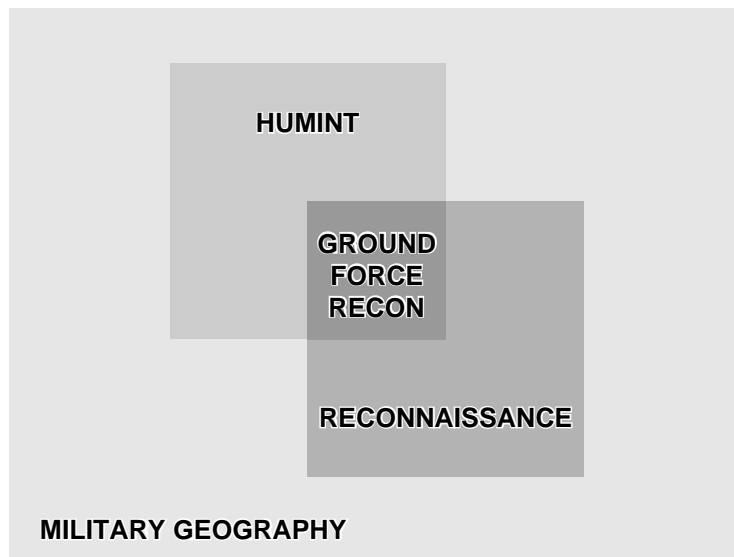 HUMINT
GROUND
FORCE
RECON
RECONNAISSANCE
MILITARY GEOGRAPHY